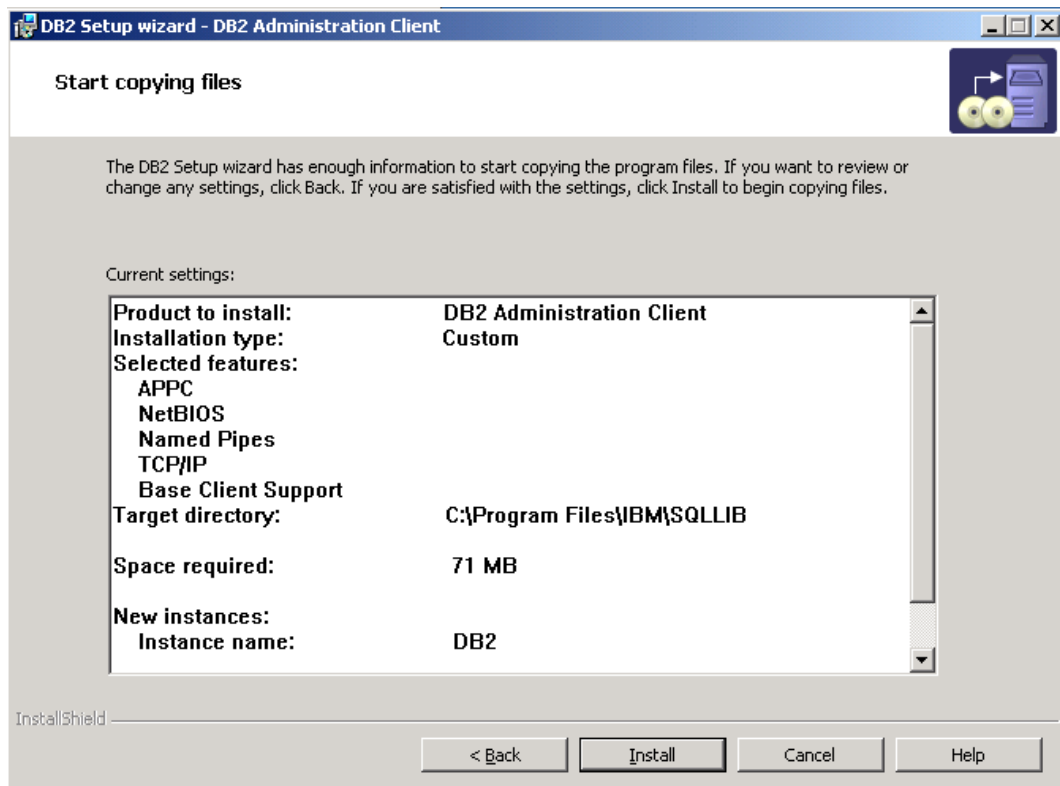 DB2 Setup wizard - DB2 Administration Client
Start copying files
The DB2 Setup wizard has enough information to start copying the program files. If you want to review or
change any settings, click Back. If you are satisfied with the settings, click Install to begin copying files.
Current settings:
Product to install: DB2 Administration Client
Installation type: Custom
Selected features:
APPC
NetBIOS
Named Pipes
TCP/IP
Base Client Support
Target directory: C:\Program Files\IBM\SQLLIB
Space required: 71 MB
New instances:
Instance name: DB2
InstallShield
< Back Install Cancel Help